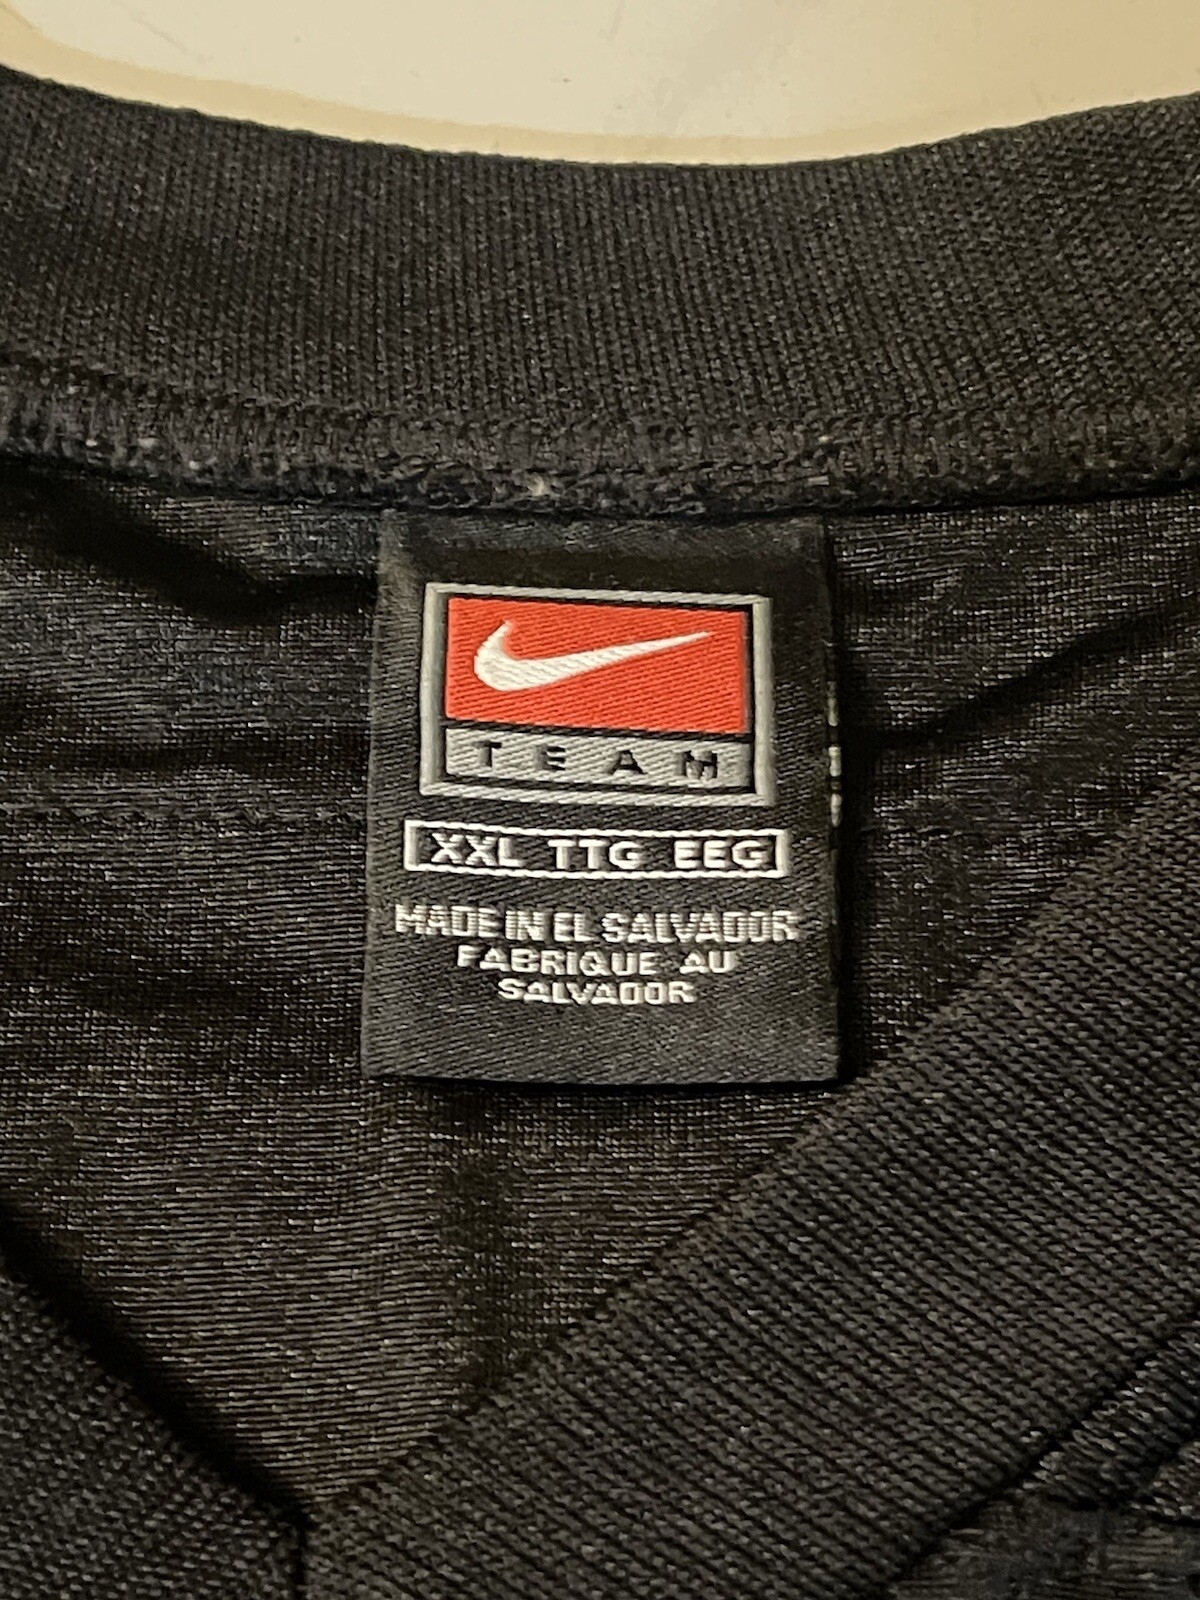 TEAM
XXL TTG EEG
MADE IN EL SALVADOR
FABRIQUE AU
SALVADOR